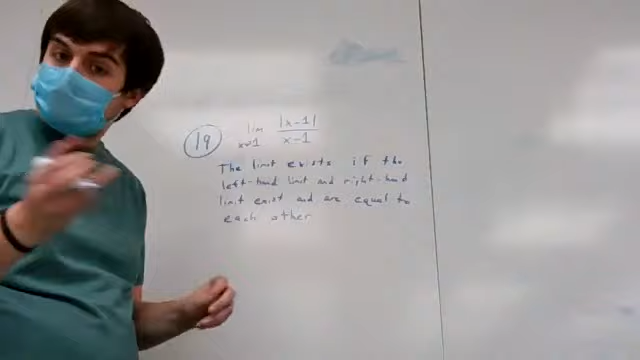 19 lim x→1 |x-1| / x-1
The limit exists if the
left-hand limit and right-hand
limit exist and are equal to
each other